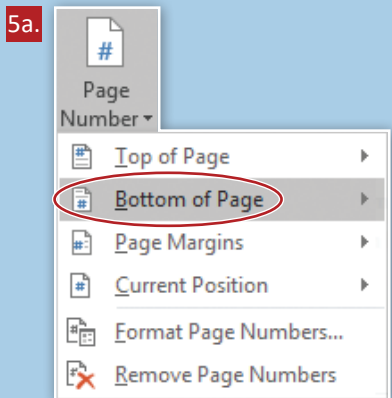 5a.
#
Page
Number
Top of Page
Bottom of Page
Page Margins
Current Position
Format Page Numbers...
Remove Page Numbers